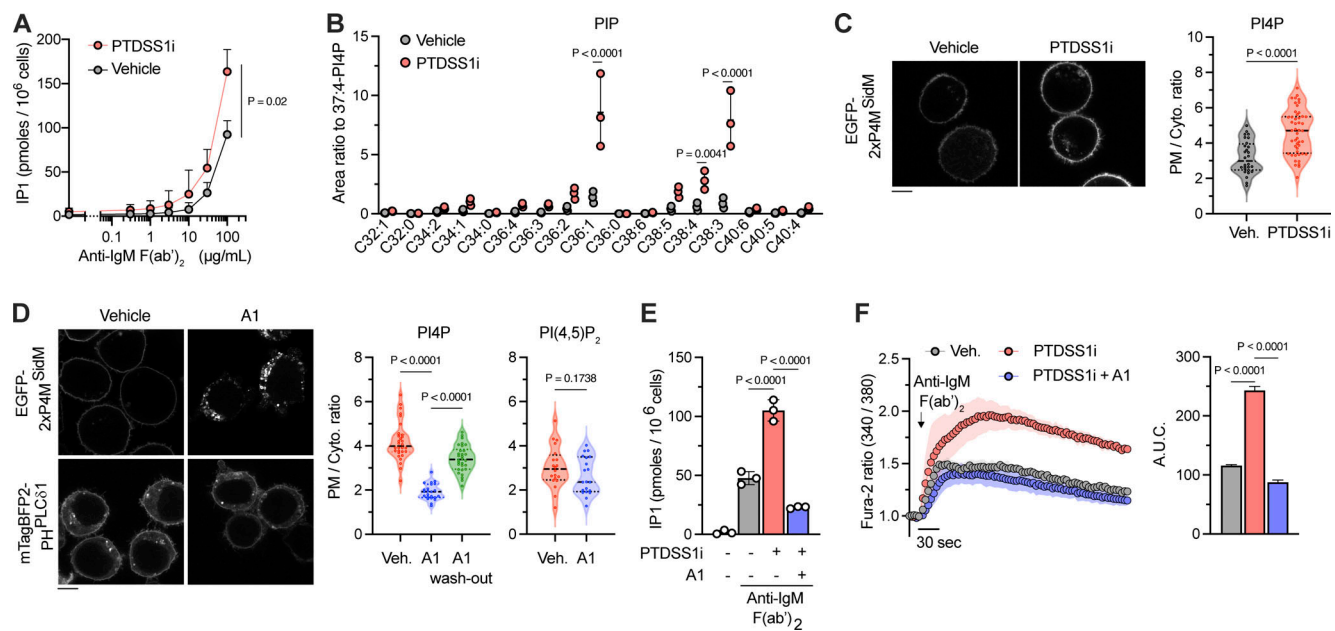 A
IP1 (pmoles / 10⁶ cells)
200
150
100
50
0
PTDSS1i
Vehicle
P = 0.02
0.1
1
10
100
Anti-IgM F(ab')₂ (µg/mL)
B
PIP
Area ratio to 37:4-PI4P
15
10
5
0
Vehicle
PTDSS1i
P < 0.0001
P = 0.0041
P < 0.0001
C32:1
C32:0
C34:2
C34:1
C34:0
C36:4
C36:3
C36:2
C36:1
C36:0
C38:6
C38:5
C38:4
C38:3
C40:6
C40:5
C40:4
C
Vehicle
PTDSS1i
EGFP-
2xP4M^SidM
PI4P
P < 0.0001
PM / Cyto. ratio
10
8
6
4
2
0
Veh.
PTDSS1i
D
Vehicle
A1
EGFP-
2xP4M^SidM
mTagBFP2-
PH^PLCδ1
PI4P
P < 0.0001
P < 0.0001
PM / Cyto. ratio
8
6
4
2
0
Veh.
A1
A1
wash-out
PI(4,5)P₂
P = 0.1738
8
6
4
2
0
Veh.
A1
E
IP1 (pmoles / 10⁶ cells)
150
125
100
75
50
25
0
P < 0.0001
P < 0.0001
PTDSS1i - - + +
A1 - - - +
Anti-IgM
F(ab')₂
F
Veh.
PTDSS1i
PTDSS1i + A1
Anti-IgM
F(ab')₂
Fura-2 ratio (340 / 380)
2.5
2.0
1.5
1.0
30 sec
A.U.C.
300
200
100
0
P < 0.0001
P < 0.0001